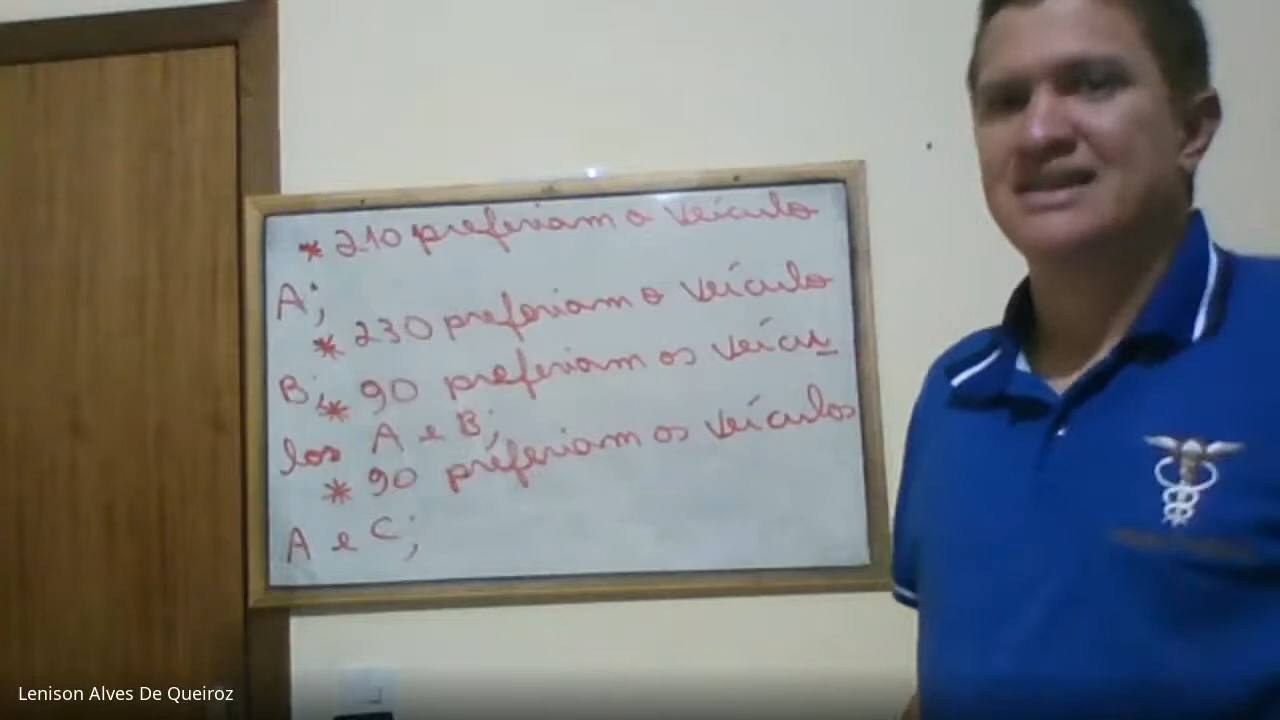 * 210 preferiam o veículo
A;
* 230 preferiam o veículo
B;
* 90 preferiam os veícu
los A e B;
* 90 preferiam os veículos
A e C;
Lenison Alves De Queiroz